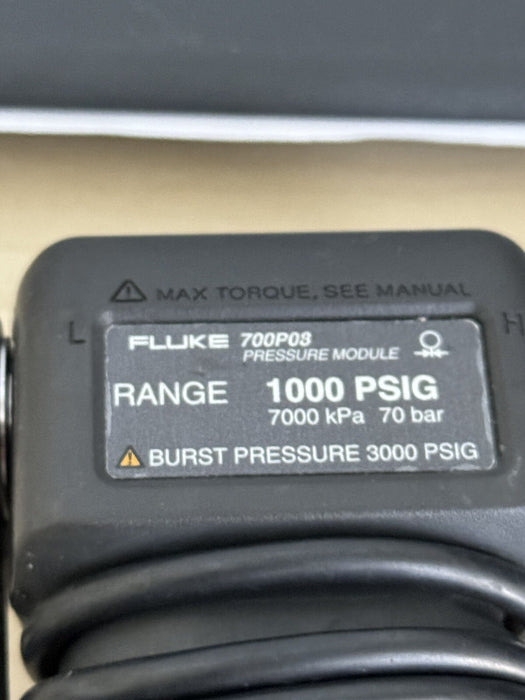 MAX TORQUE, SEE MANUAL
L
H
FLUKE 700P08
PRESSURE MODULE
RANGE 1000 PSIG
7000 kPa 70 bar
BURST PRESSURE 3000 PSIG